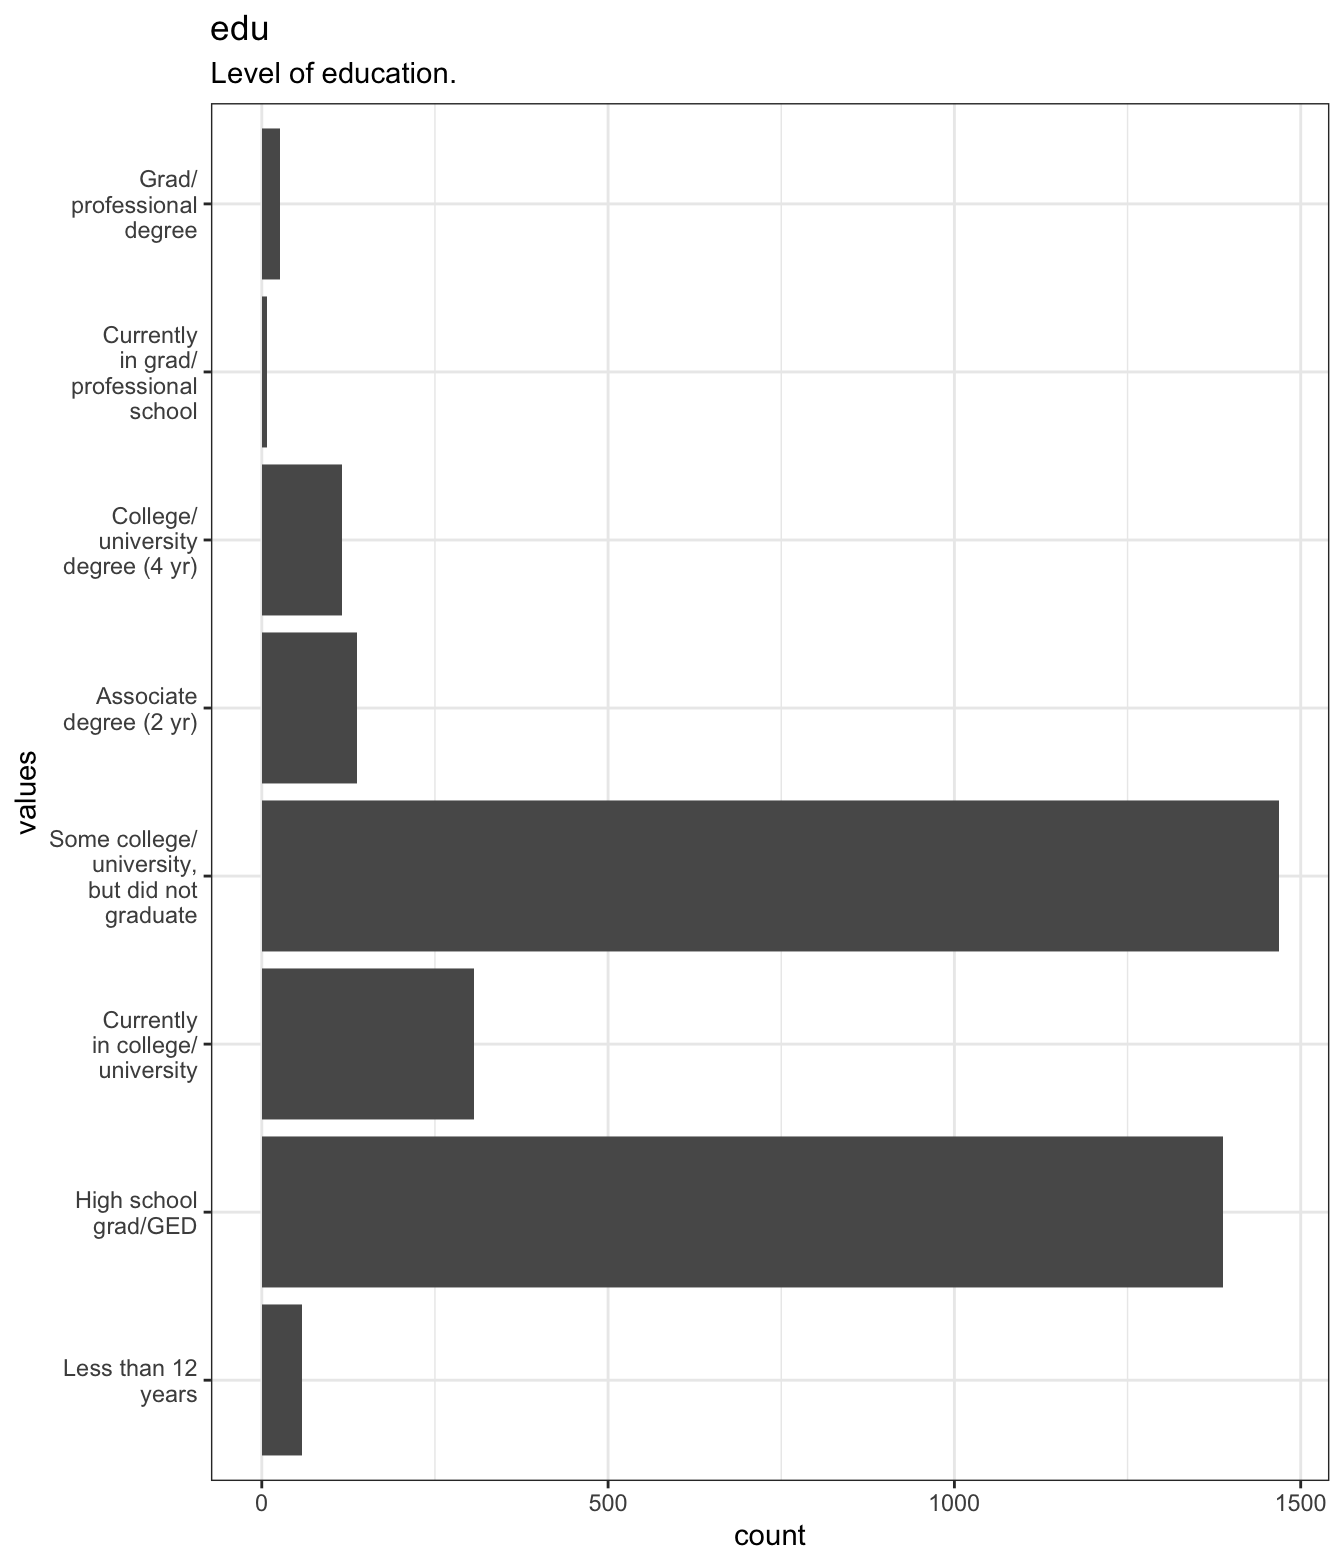 edu
Level of education.
Grad/
professional
degree
Currently
in grad/
professional
school
College/
university
degree (4 yr)
Associate
degree (2 yr)
values
Some college/
university,
but did not
graduate
Currently
in college/
university
High school
grad/GED
Less than 12
years
0
500
1000
1500
count